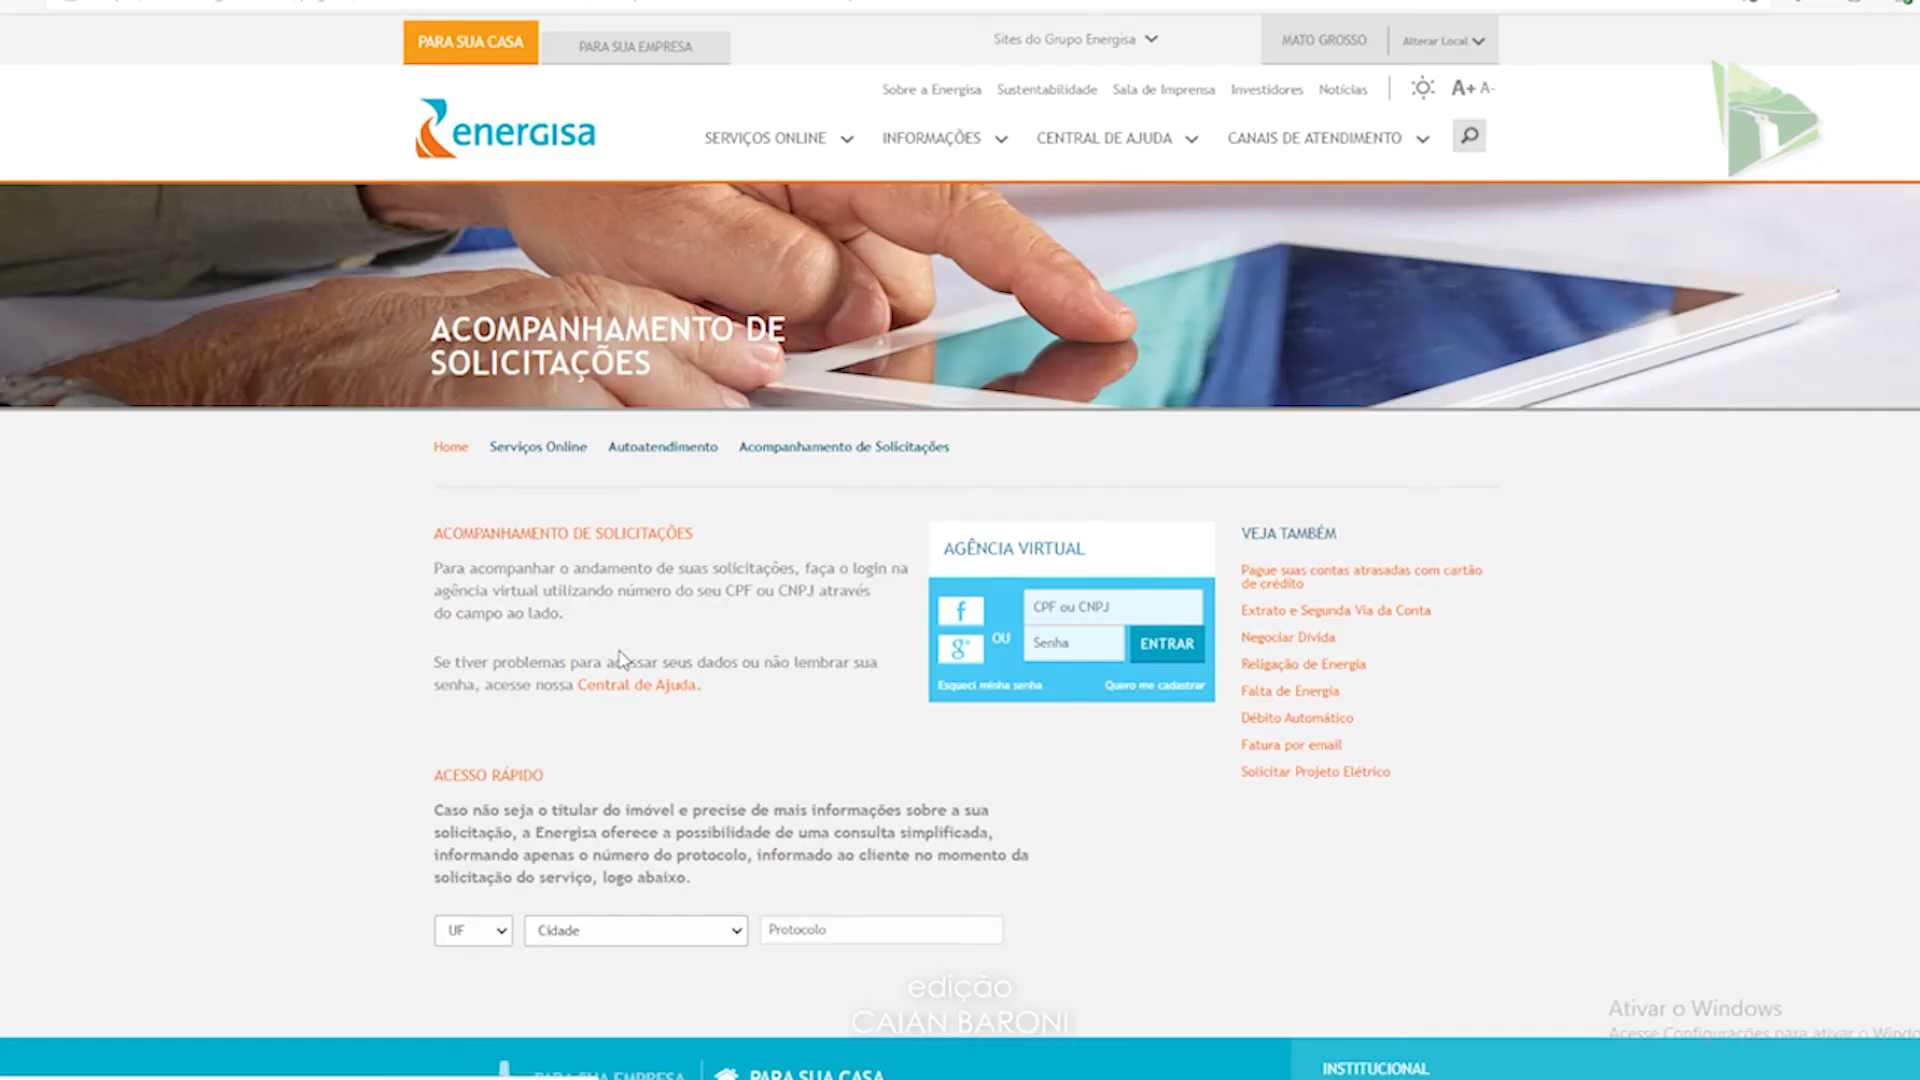 PARA SUA CASA
PARA SUA EMPRESA
Sites do Grupo Energisa
MATO GROSSO
Alterar Local
Sobre a Energisa
Sustentabilidade
Sala de Imprensa
Investidores
Notícias
A+ A-
energisa
SERVIÇOS ONLINE
INFORMAÇÕES
CENTRAL DE AJUDA
CANAIS DE ATENDIMENTO
ACOMPANHAMENTO DE
SOLICITAÇÕES
Home
Serviços Online
Autoatendimento
Acompanhamento de Solicitações
ACOMPANHAMENTO DE SOLICITAÇÕES
Para acompanhar o andamento de suas solicitações, faça o login na
agência virtual utilizando número do seu CPF ou CNPJ através
do campo ao lado.
Se tiver problemas para acessar seus dados ou não lembrar sua
senha, acesse nossa Central de Ajuda.
AGÊNCIA VIRTUAL
f
g+
OU
CPF ou CNPJ
Senha
ENTRAR
Esqueci minha senha
Quero me cadastrar
VEJA TAMBÉM
Pague suas contas atrasadas com cartão
de crédito
Extrato e Segunda Via da Conta
Negociar Dívida
Religação de Energia
Falta de Energia
Débito Automático
Fatura por email
Solicitar Projeto Elétrico
ACESSO RÁPIDO
Caso não seja o titular do imóvel e precise de mais informações sobre a sua
solicitação, a Energisa oferece a possibilidade de uma consulta simplificada,
informando apenas o número do protocolo, informado ao cliente no momento da
solicitação do serviço, logo abaixo.
UF
Cidade
Protocolo
edição
CAIAN BARONI
Ativar o Windows
Acesse Configurações para ativar o Windo
PARA SUA EMPRESA
PARA SUA CASA
INSTITUCIONAL